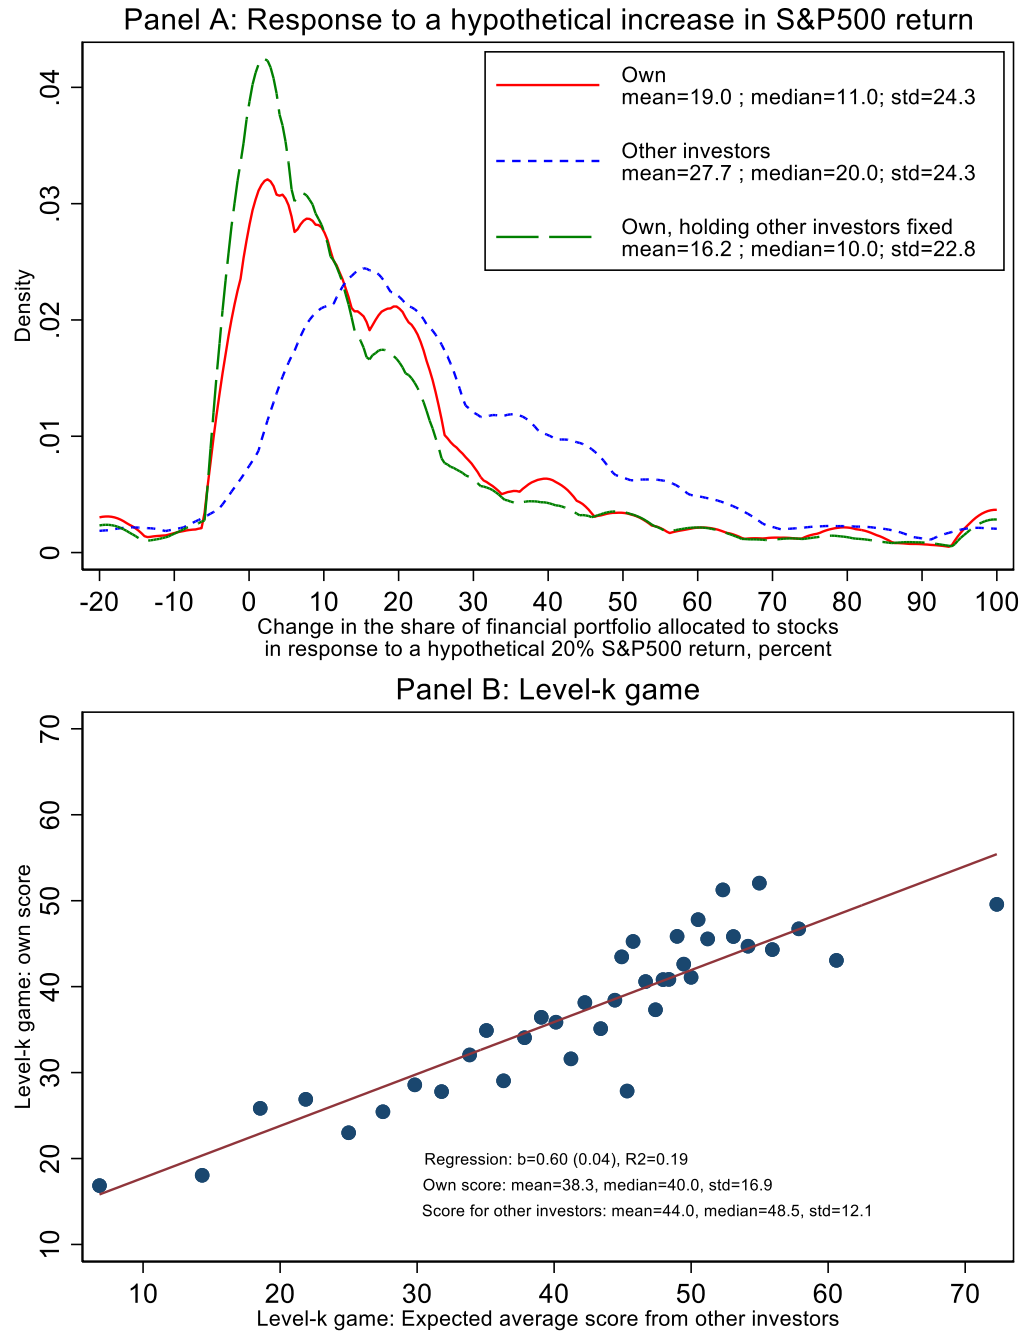 Panel A: Response to a hypothetical increase in S&P500 return
Own
mean=19.0 ; median=11.0; std=24.3
Other investors
mean=27.7 ; median=20.0; std=24.3
Own, holding other investors fixed
mean=16.2 ; median=10.0; std=22.8
Density
.04
.03
.02
.01
0
-20 -10 0 10 20 30 40 50 60 70 80 90 100
Change in the share of financial portfolio allocated to stocks
in response to a hypothetical 20% S&P500 return, percent
Panel B: Level-k game
Level-k game: own score
70
60
50
40
30
20
10
Regression: b=0.60 (0.04), R2=0.19
Own score: mean=38.3, median=40.0, std=16.9
Score for other investors: mean=44.0, median=48.5, std=12.1
10 20 30 40 50 60 70
Level-k game: Expected average score from other investors